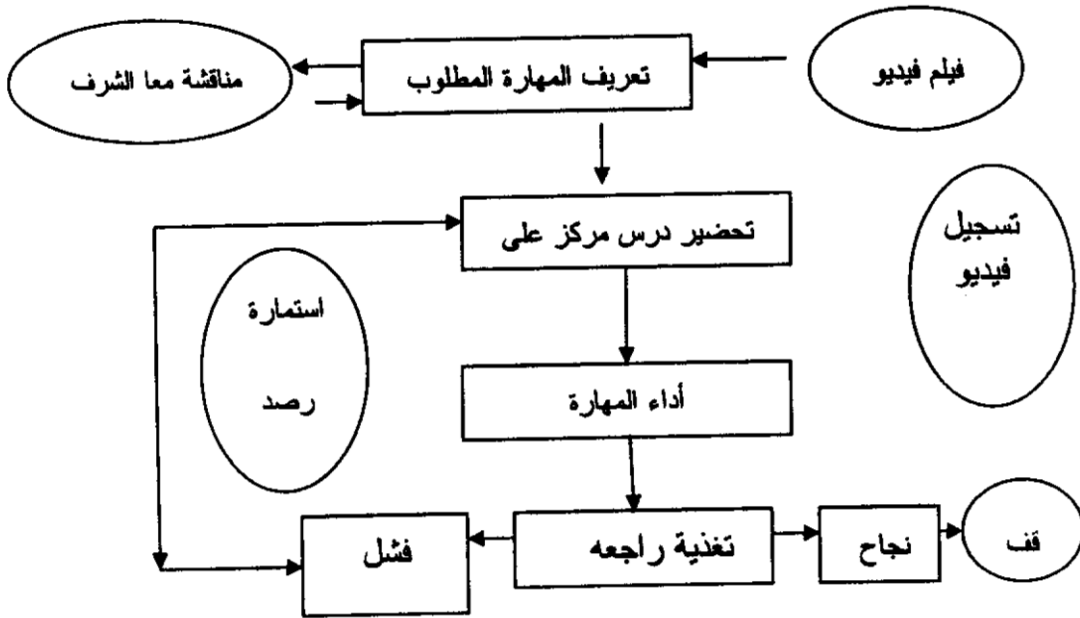 فيلم فيديو
تعريف المهارة المطلوب
مناقشة معا الشرف
تحضير درس مركز على
تسجيل
فيديو
استمارة
رصد
أداء المهارة
تغذية راجعه
فشل
نجاح
قف